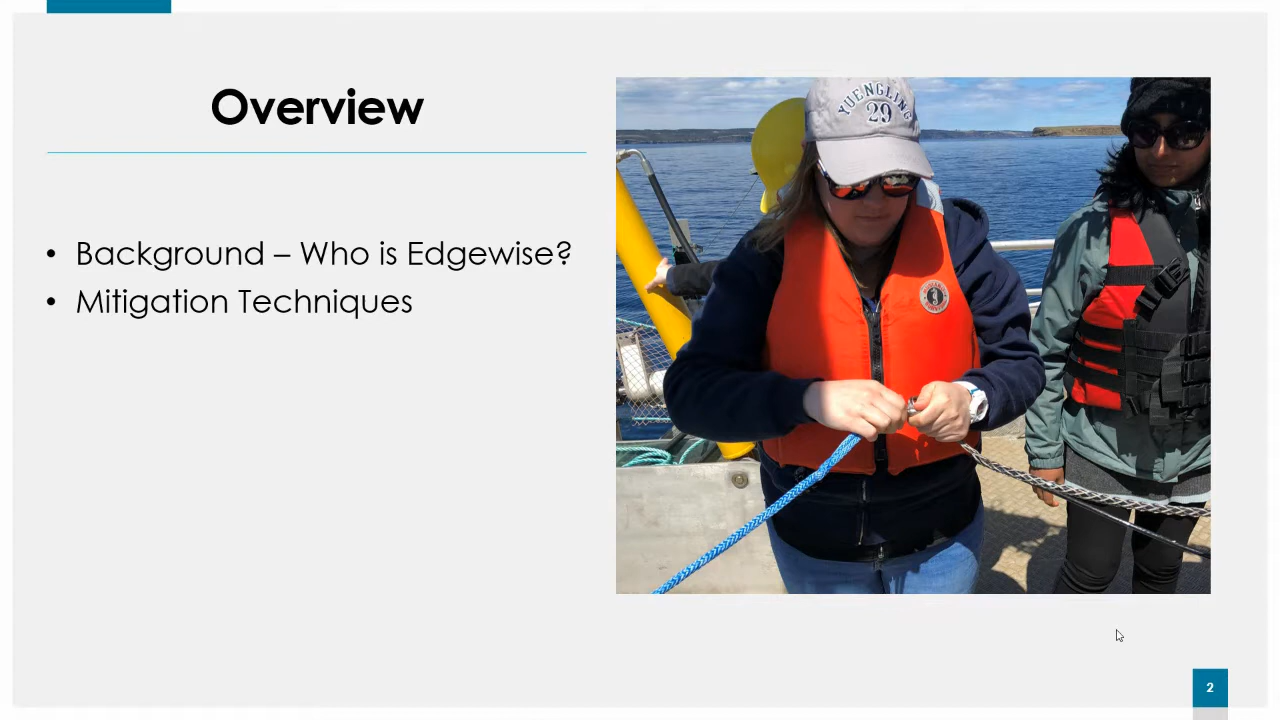 Overview
• Background – Who is Edgewise?
• Mitigation Techniques
YUENGLING
29
2